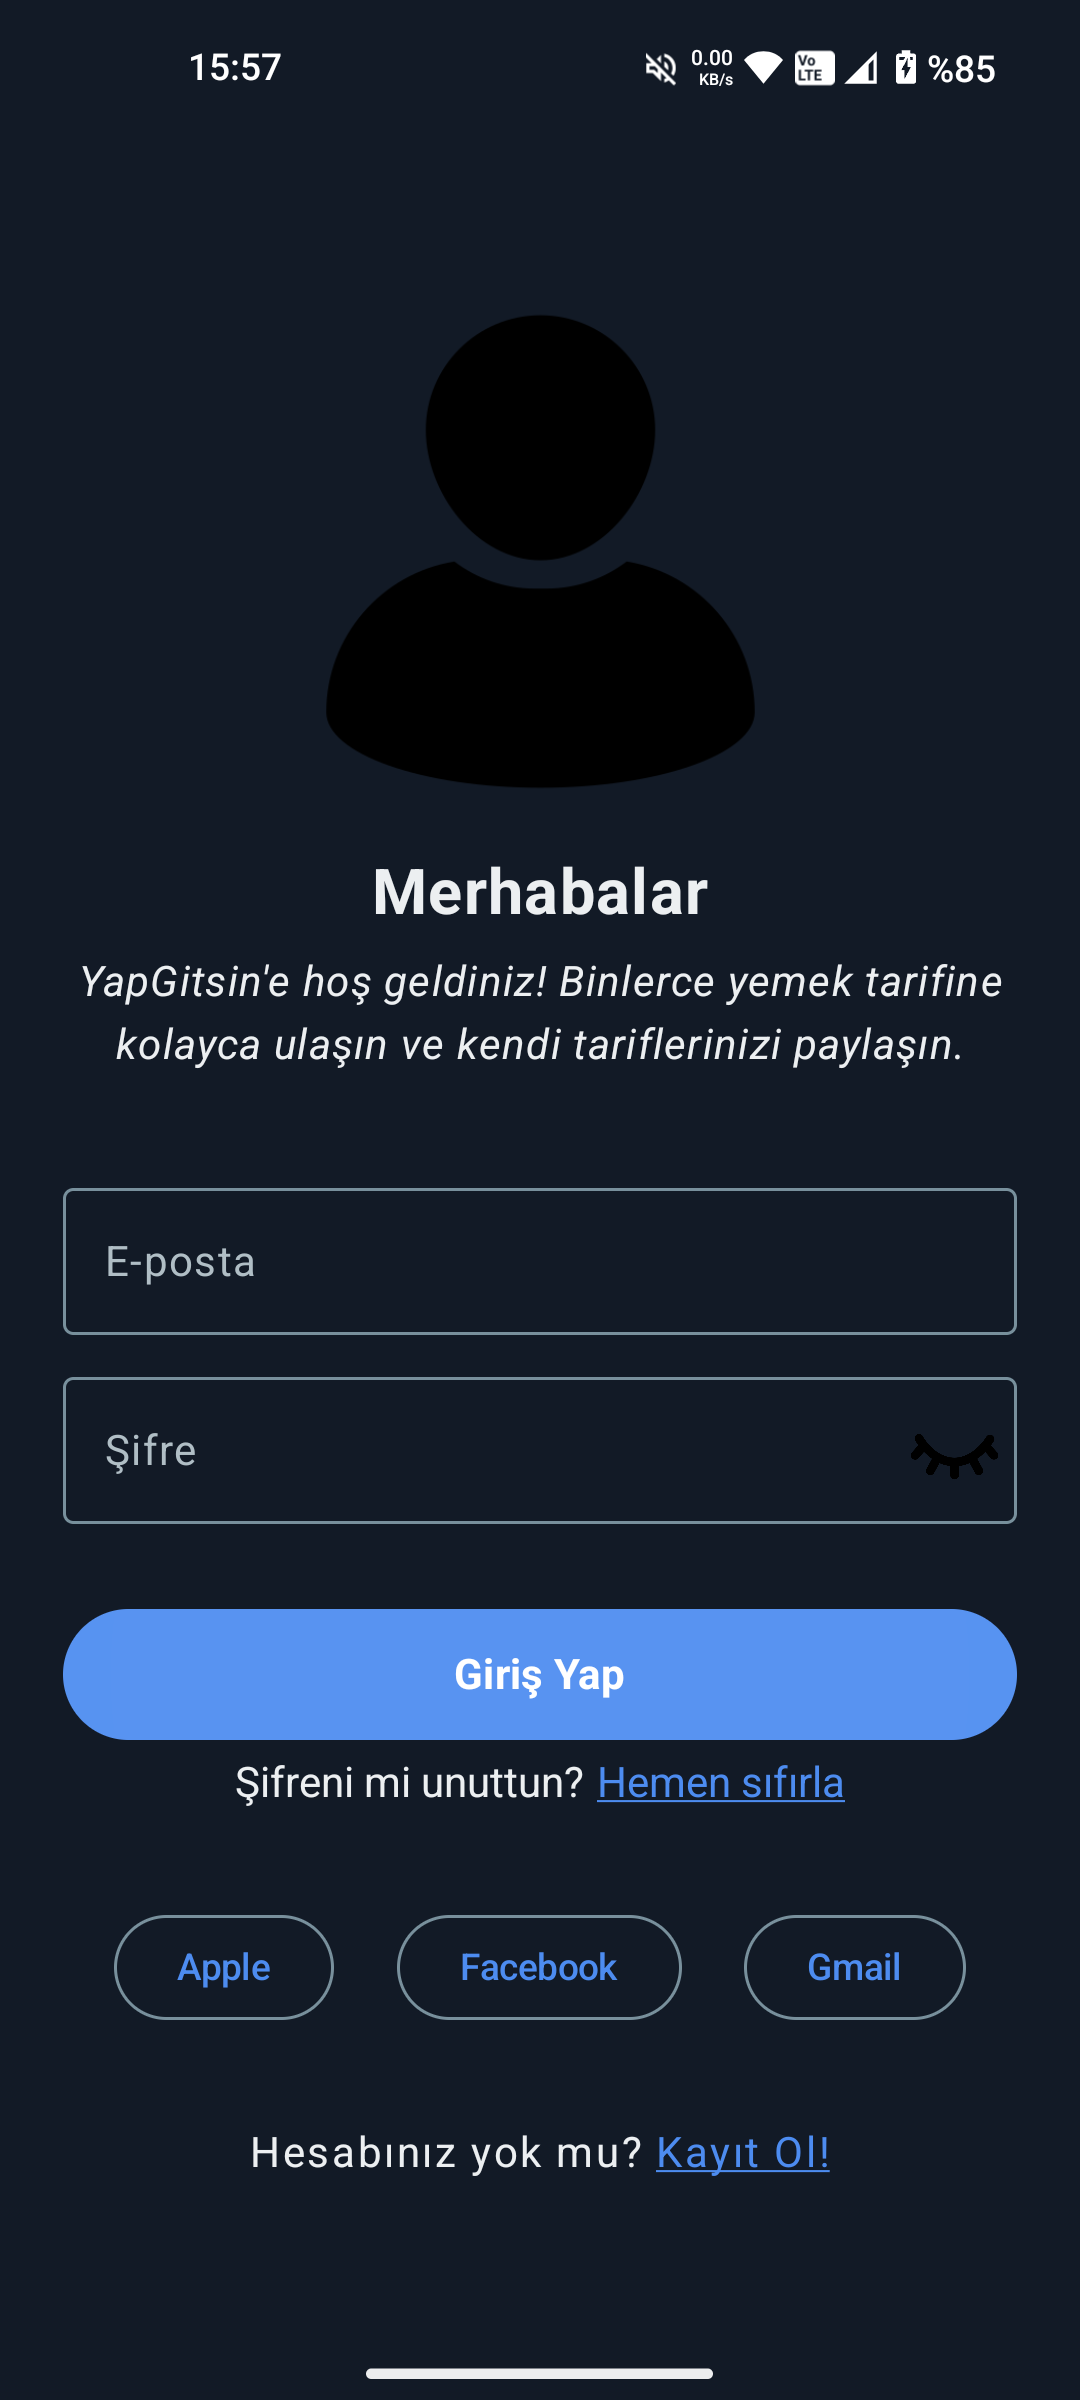 15:57
0.00
KB/s
Vo
LTE
%85
Merhabalar
YapGitsin'e hoş geldiniz! Binlerce yemek tarifine
kolayca ulaşın ve kendi tariflerinizi paylaşın.
E-posta
Şifre
Giriş Yap
Şifreni mi unuttun? Hemen sıfırla
Apple
Facebook
Gmail
Hesabınız yok mu? Kayıt Ol!